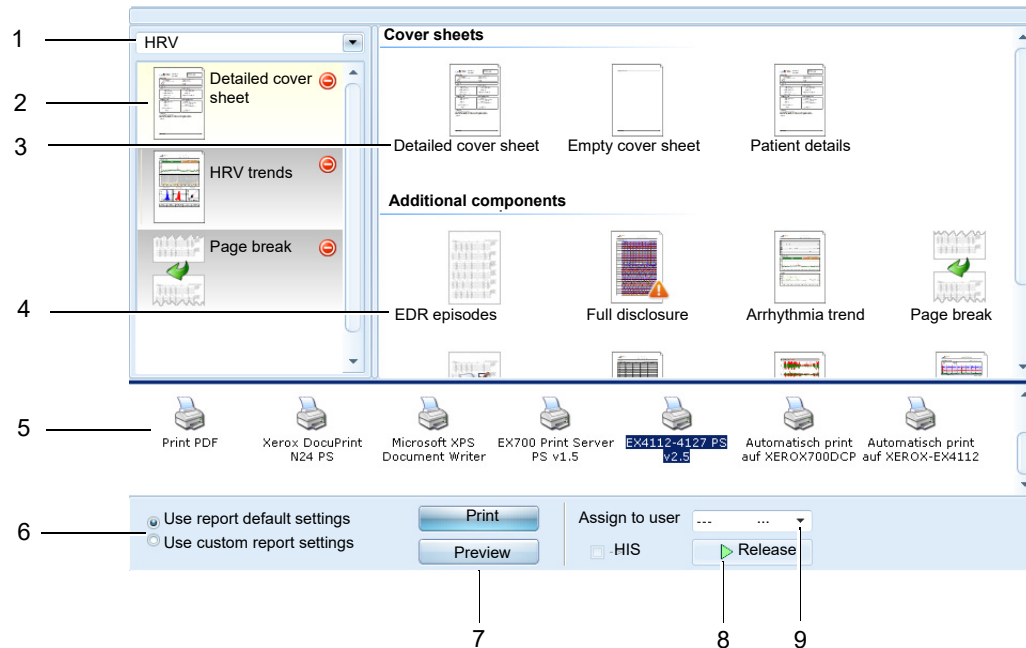 1
HRV
Cover sheets
2
Detailed cover
sheet
3
Detailed cover sheet
Empty cover sheet
Patient details
HRV trends
Additional components
Page break
4
EDR episodes
Full disclosure
Arrhythmia trend
Page break
5
Print PDF
Xerox DocuPrint
N24 PS
Microsoft XPS
Document Writer
EX700 Print Server
PS v1.5
EX4112-4127 PS
v2.5
Automatisch print
auf XEROX700DCP
Automatisch print
auf XEROX-EX4112
6
Use report default settings
Use custom report settings
Print
Preview
Assign to user
--- ...
-HIS
Release
7
8
9